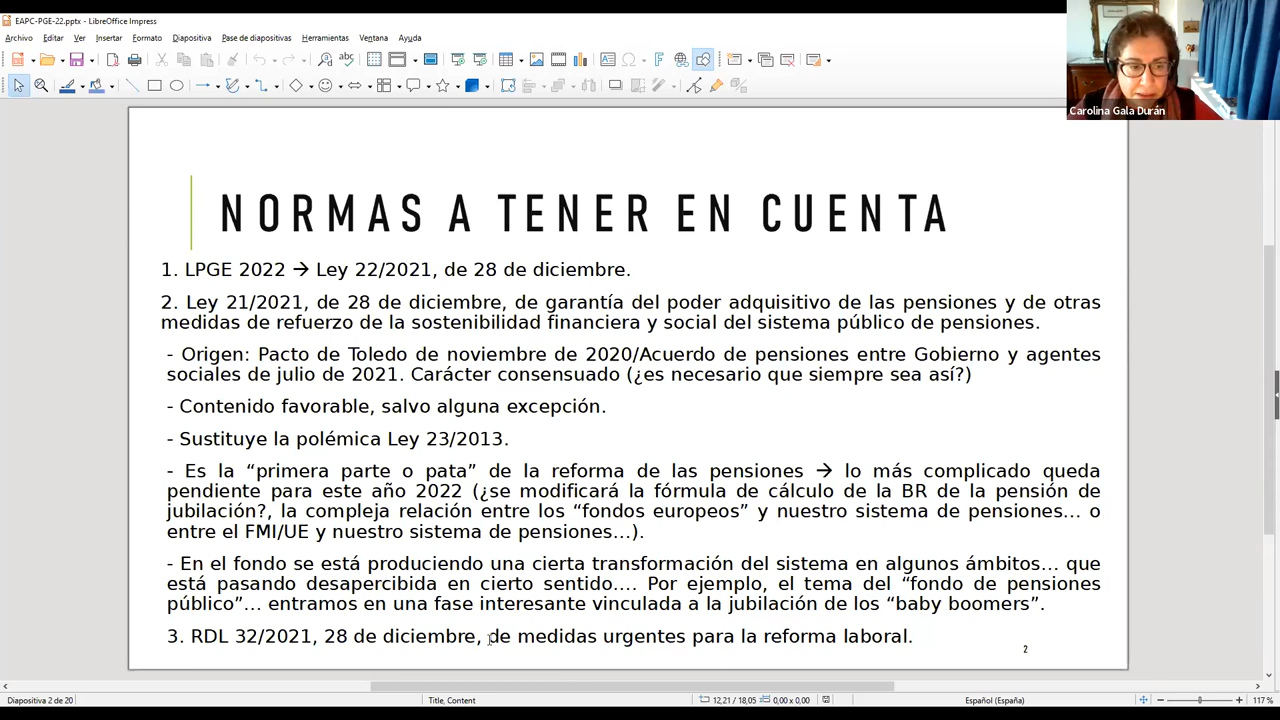 EAPC-PGE-22.pptx - LibreOffice Impress
Archivo Editar Ver Insertar Formato Diapositiva Pase de diapositivas Herramientas Ventana Ayuda
Carolina Gala Durán
NORMAS A TENER EN CUENTA
1. LPGE 2022 → Ley 22/2021, de 28 de diciembre.
2. Ley 21/2021, de 28 de diciembre, de garantía del poder adquisitivo de las pensiones y de otras
medidas de refuerzo de la sostenibilidad financiera y social del sistema público de pensiones.
- Origen: Pacto de Toledo de noviembre de 2020/Acuerdo de pensiones entre Gobierno y agentes
sociales de julio de 2021. Carácter consensuado (¿es necesario que siempre sea así?)
- Contenido favorable, salvo alguna excepción.
- Sustituye la polémica Ley 23/2013.
- Es la “primera parte o pata” de la reforma de las pensiones → lo más complicado queda
pendiente para este año 2022 (¿se modificará la fórmula de cálculo de la BR de la pensión de
jubilación?, la compleja relación entre los “fondos europeos” y nuestro sistema de pensiones… o
entre el FMI/UE y nuestro sistema de pensiones…).
- En el fondo se está produciendo una cierta transformación del sistema en algunos ámbitos… que
está pasando desapercibida en cierto sentido…. Por ejemplo, el tema del “fondo de pensiones
público”… entramos en una fase interesante vinculada a la jubilación de los “baby boomers”.
3. RDL 32/2021, 28 de diciembre, de medidas urgentes para la reforma laboral.
2
Diapositiva 2 de 20 Title, Content 12,21 / 18,05 0,00 x 0,00 Español (España) 117 %